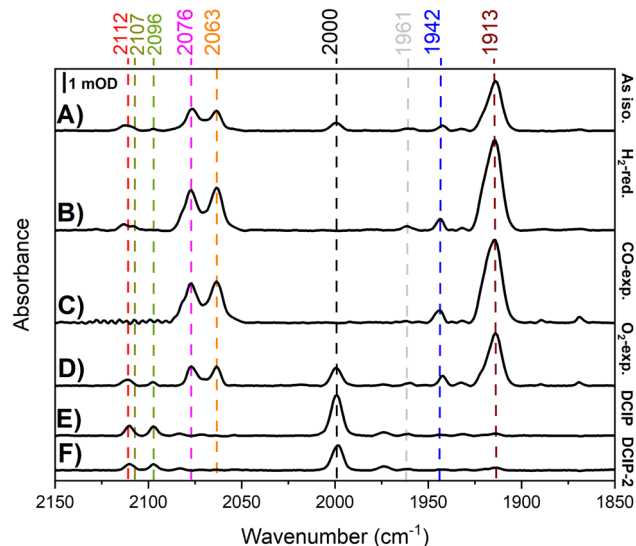 2112 2107 2096 2076 2063 2000 1961 1942 1913
1 mOD
A)
B)
C)
D)
E)
F)
As iso.
H₂-red.
CO-exp.
O₂-exp.
DCIP
DCIP-2
Absorbance
2150 2100 2050 2000 1950 1900 1850
Wavenumber (cm⁻¹)